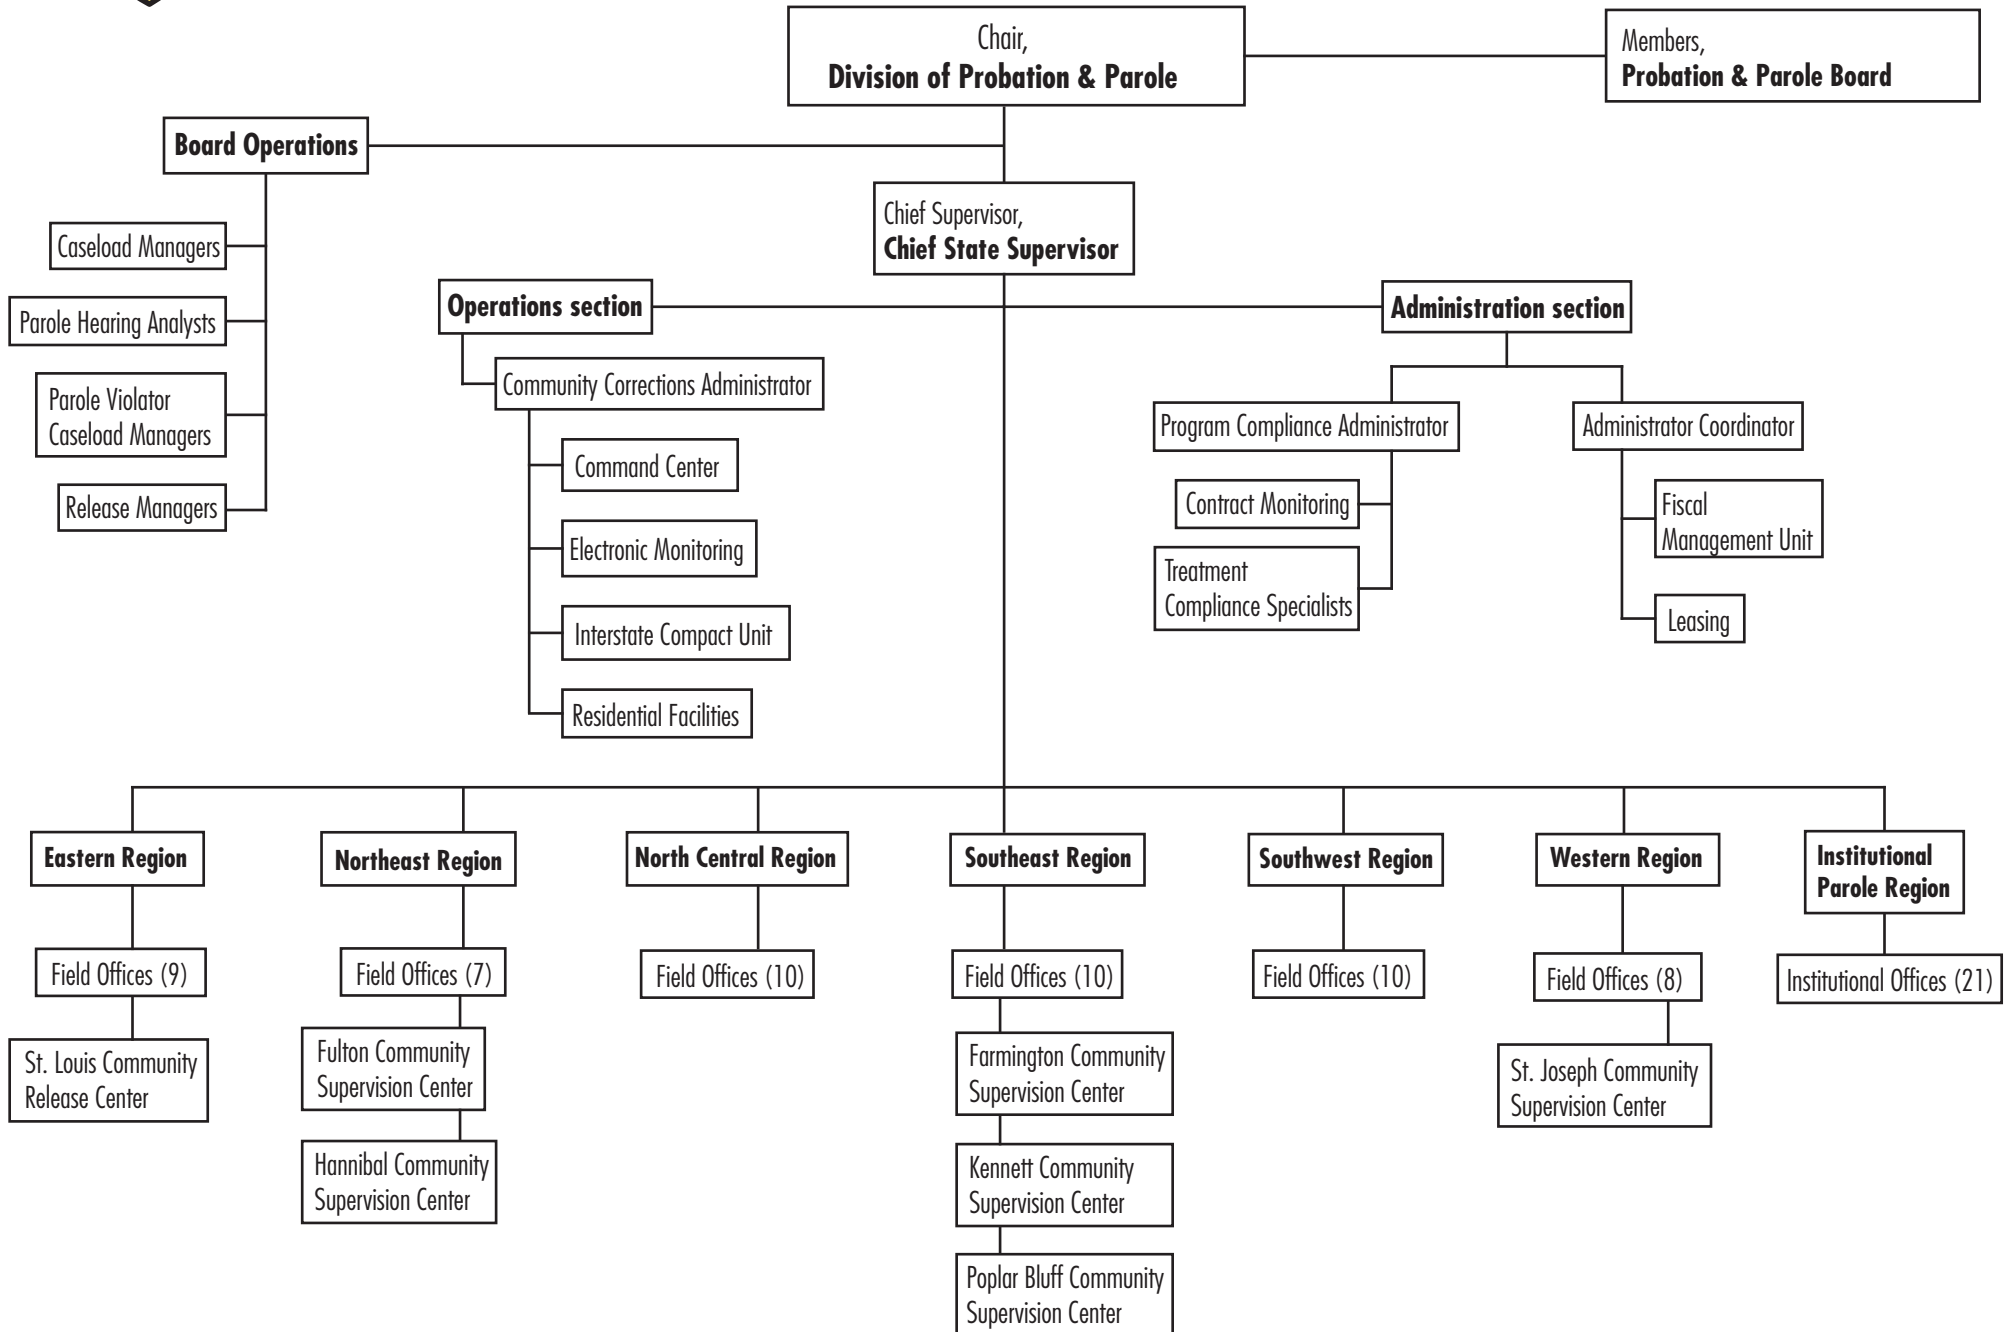 Chair,
Division of Probation & Parole
Members,
Probation & Parole Board
Board Operations
Caseload Managers
Parole Hearing Analysts
Parole Violator
Caseload Managers
Release Managers
Chief Supervisor,
Chief State Supervisor
Operations section
Community Corrections Administrator
Command Center
Electronic Monitoring
Interstate Compact Unit
Residential Facilities
Administration section
Program Compliance Administrator
Contract Monitoring
Treatment
Compliance Specialists
Administrator Coordinator
Fiscal
Management Unit
Leasing
Eastern Region
Field Offices (9)
St. Louis Community
Release Center
Northeast Region
Field Offices (7)
Fulton Community
Supervision Center
Hannibal Community
Supervision Center
North Central Region
Field Offices (10)
Southeast Region
Field Offices (10)
Farmington Community
Supervision Center
Kennett Community
Supervision Center
Poplar Bluff Community
Supervision Center
Southwest Region
Field Offices (10)
Western Region
Field Offices (8)
St. Joseph Community
Supervision Center
Institutional
Parole Region
Institutional Offices (21)